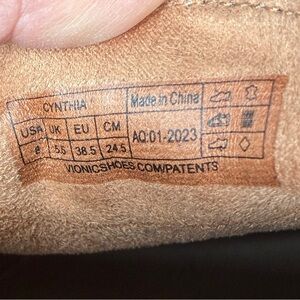 CYNTHIA
Made in China
USA UK EU CM
8 5.5 38.5 24.5
AO:01-2023
VIONICSHOES.COM/PATENTS